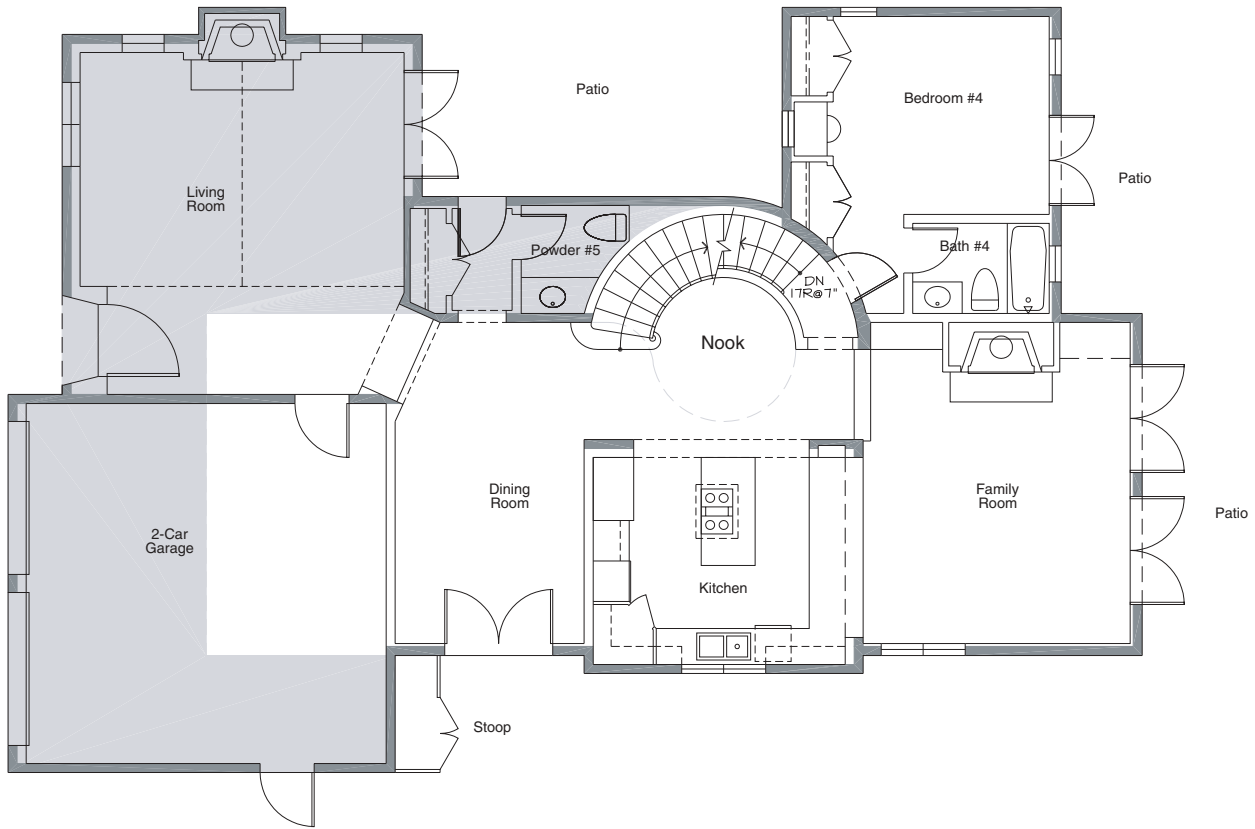 Patio
Bedroom #4
Patio
Living
Room
Powder #5
Bath #4
DN
17R@7"
Nook
Dining
Room
Family
Room
Patio
2-Car
Garage
Kitchen
Stoop